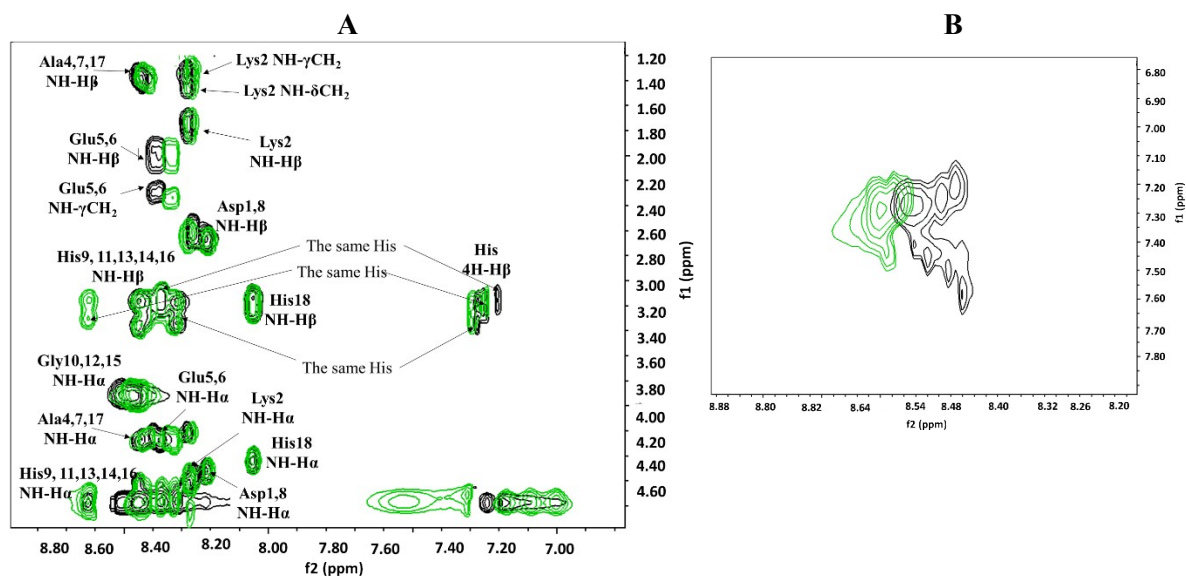 A
B
Ala4,7,17
NH-Hβ
Lys2 NH-γCH2
Lys2 NH-δCH2
Glu5,6
NH-Hβ
Lys2
NH-Hβ
Glu5,6
NH-γCH2
Asp1,8
NH-Hβ
The same His
His9, 11,13,14,16
NH-Hβ
The same His
His
4H-Hβ
His18
NH-Hβ
The same His
Gly10,12,15
NH-Hα
Glu5,6
NH-Hα
Lys2
NH-Hα
Ala4,7,17
NH-Hα
His18
NH-Hα
His9, 11,13,14,16
NH-Hα
Asp1,8
NH-Hα
1.20
1.40
1.60
1.80
2.00
2.20
2.40
2.60
2.80
3.00
3.20
3.40
3.60
3.80
4.00
4.20
4.40
4.60
f1 (ppm)
8.80 8.60 8.40 8.20 8.00 7.80 7.60 7.40 7.20 7.00
f2 (ppm)
6.80
6.90
7.00
7.10
7.20
7.30
7.40
7.50
7.60
7.70
7.80
f1 (ppm)
8.88 8.80 8.82 8.64 8.54 8.46 8.40 8.32 8.26 8.20
f2 (ppm)